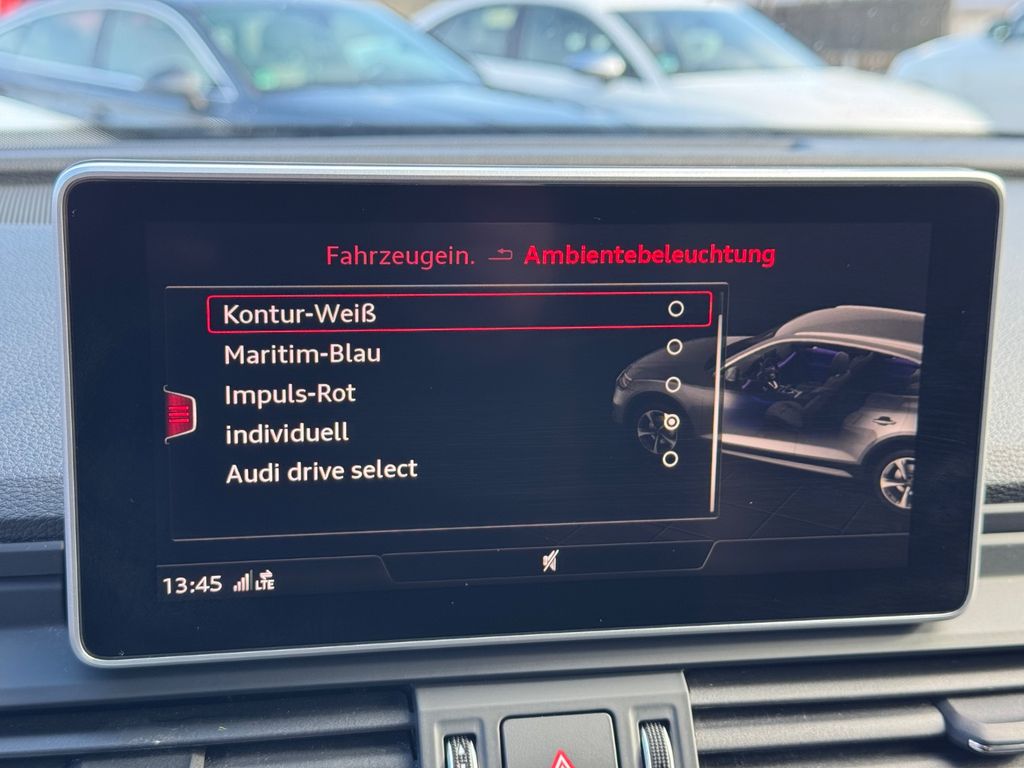 Fahrzeugein. Ambientebeleuchtung
Kontur-Weiß
Maritim-Blau
Impuls-Rot
individuell
Audi drive select
13:45 LTE